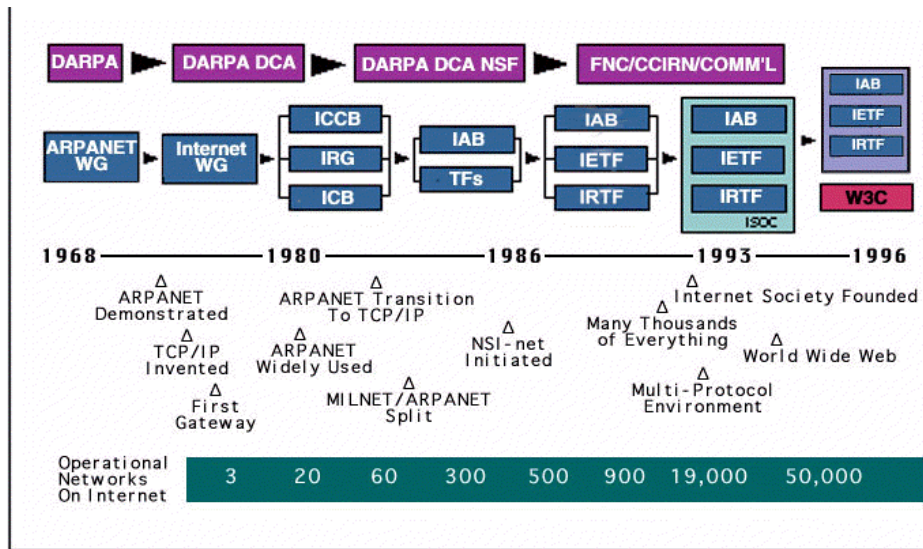 DARPA
DARPA DCA
DARPA DCA NSF
FNC/CCIRN/COMM'L
ARPANET
WG
Internet
WG
ICCB
IRG
ICB
IAB
TFs
IAB
IETF
IRTF
IAB
IETF
IRTF
ISOC
IAB
IETF
IRTF
W3C
1968
1980
1986
1993
1996
Δ
ARPANET
Demonstrated
Δ
TCP/IP
Invented
Δ
First
Gateway
Δ
ARPANET
Widely Used
Δ
ARPANET Transition
To TCP/IP
Δ
MILNET/ARPANET
Split
Δ
NSI-net
Initiated
Δ
Internet Society Founded
Δ
Many Thousands
of Everything
Δ
World Wide Web
Δ
Multi-Protocol
Environment
Operational
Networks
On Internet
3 20 60 300 500 900 19,000 50,000